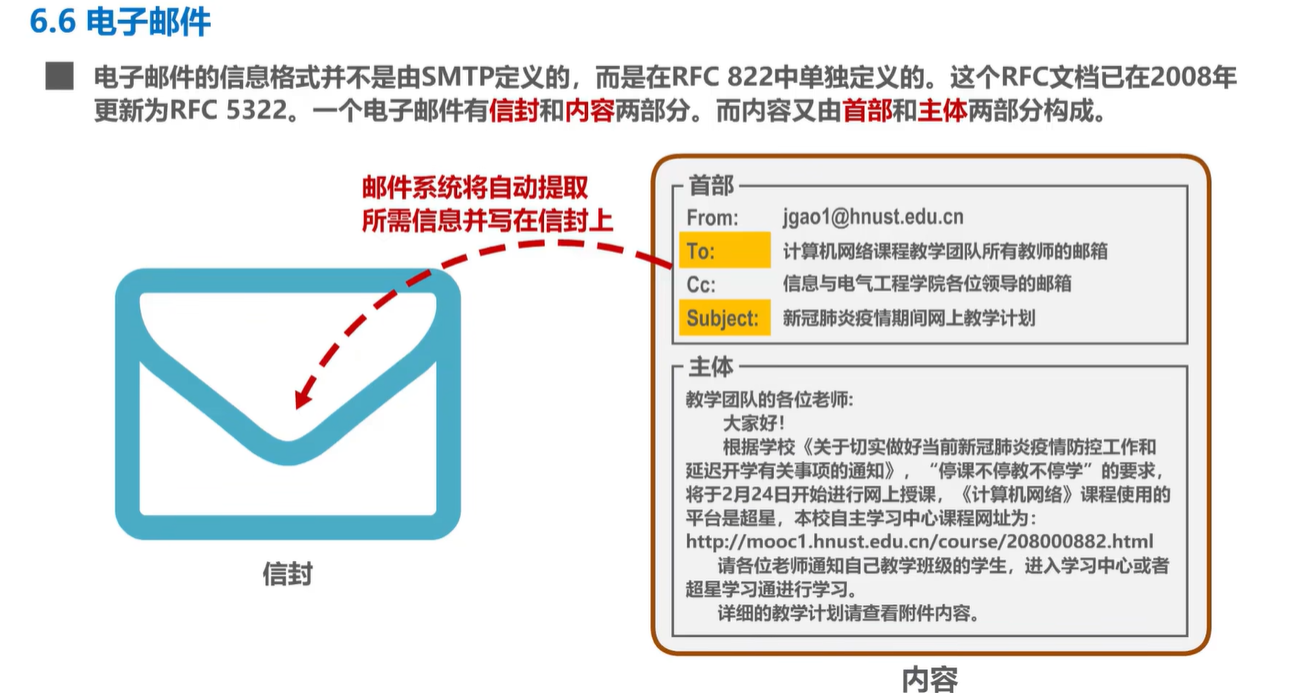 6.6 电子邮件
电子邮件的信息格式并不是由SMTP定义的，而是在RFC 822中单独定义的。这个RFC文档已在2008年
更新为RFC 5322。一个电子邮件有信封和内容两部分。而内容又由首部和主体两部分构成。
邮件系统将自动提取
所需信息并写在信封上
信封
首部
From: jgao1@hnust.edu.cn
To: 计算机网络课程教学团队所有教师的邮箱
Cc: 信息与电气工程学院各位领导的邮箱
Subject: 新冠肺炎疫情期间网上教学计划
主体
教学团队的各位老师:
大家好！
根据学校《关于切实做好当前新冠肺炎疫情防控工作和
延迟开学有关事项的通知》，“停课不停教不停学”的要求，
将于2月24日开始进行网上授课，《计算机网络》课程使用的
平台是超星，本校自主学习中心课程网址为：
http://mooc1.hnust.edu.cn/course/208000882.html
请各位老师通知自己教学班级的学生，进入学习中心或者
超星学习通进行学习。
详细的教学计划请查看附件内容。
内容